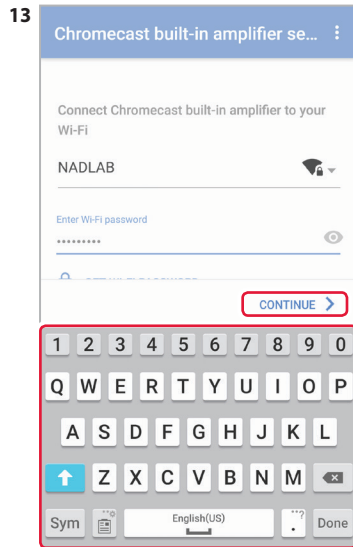 13
Chromecast built-in amplifier se...
Connect Chromecast built-in amplifier to your
Wi-Fi
NADLAB
Enter Wi-Fi password
•••••••••
CONTINUE
1 2 3 4 5 6 7 8 9 0
Q W E R T Y U I O P
A S D F G H J K L
Z X C V B N M
Sym English(US) ...? . Done